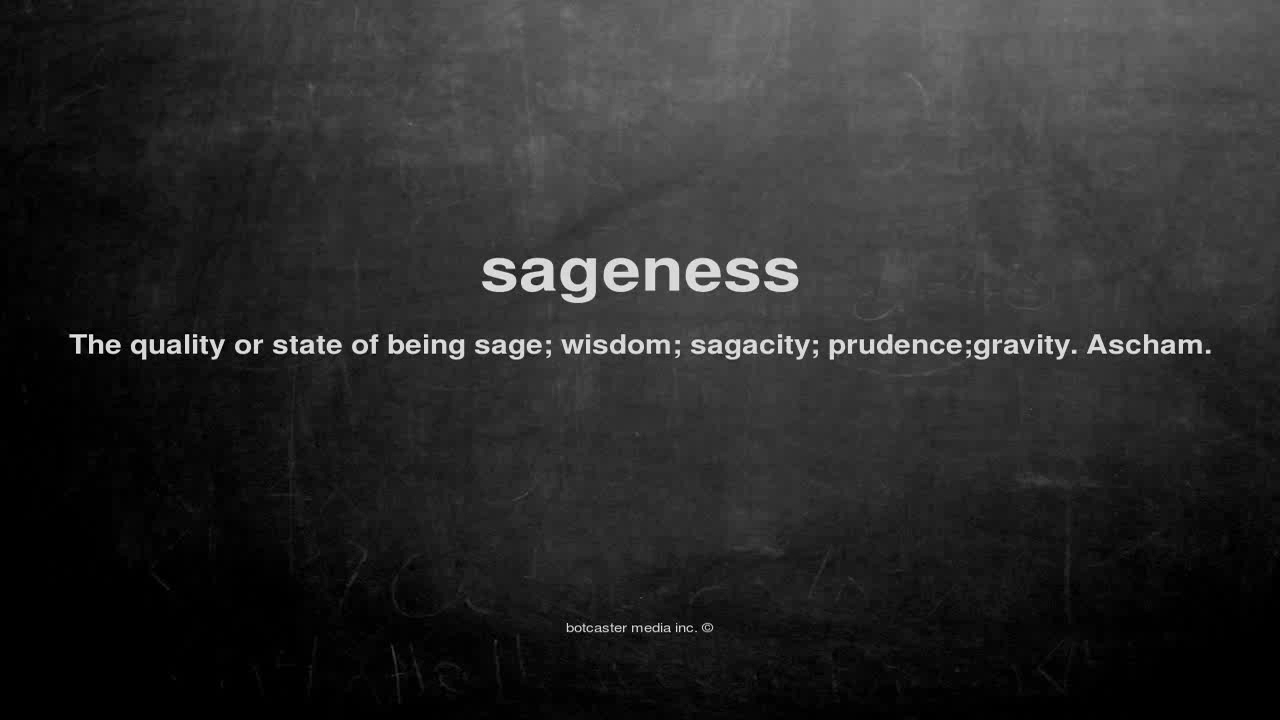 sageness
The quality or state of being sage; wisdom; sagacity; prudence;gravity. Ascham.
botcaster media inc. ©